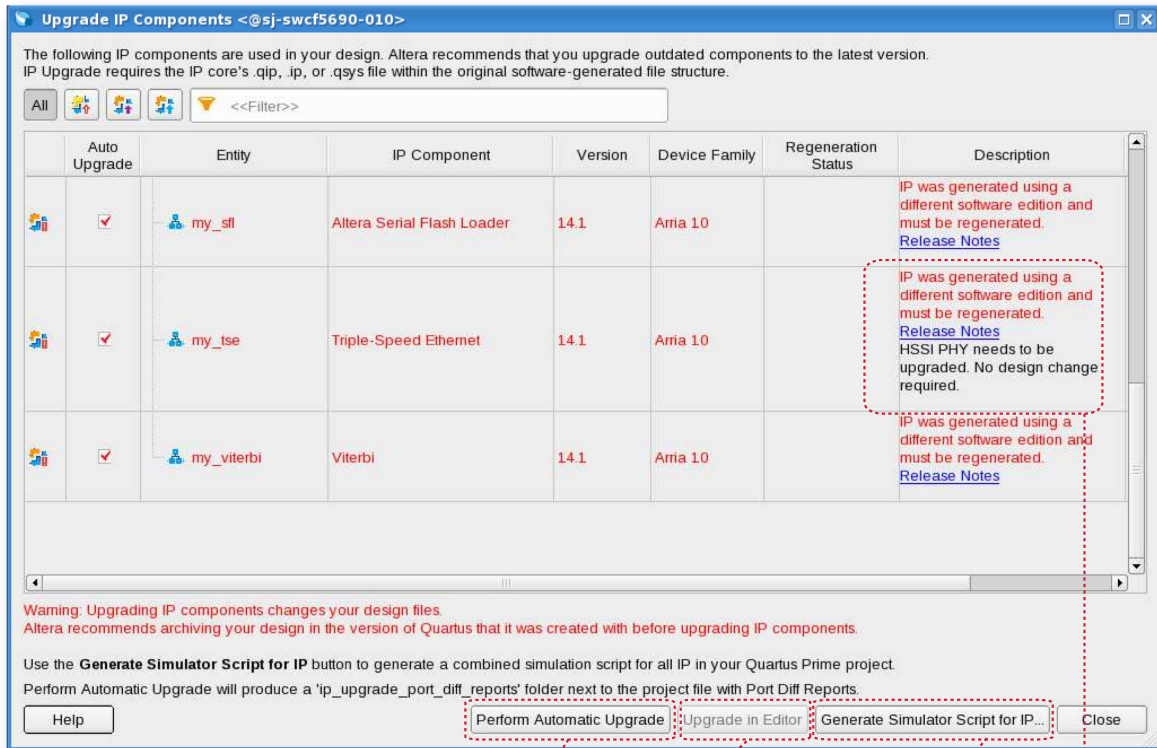 Upgrade IP Components <@sj-swcf5690-010>
The following IP components are used in your design. Altera recommends that you upgrade outdated components to the latest version.
IP Upgrade requires the IP core's .qip, .ip, or .qsys file within the original software-generated file structure.
All <<Filter>>
Auto Upgrade Entity IP Component Version Device Family Regeneration Status Description
my_sfl Altera Serial Flash Loader 14.1 Arria 10
IP was generated using a
different software edition and
must be regenerated.
Release Notes
my_tse Triple-Speed Ethernet 14.1 Arria 10
IP was generated using a
different software edition and
must be regenerated.
Release Notes
HSSI PHY needs to be
upgraded. No design change
required.
my_viterbi Viterbi 14.1 Arria 10
IP was generated using a
different software edition and
must be regenerated.
Release Notes
Warning: Upgrading IP components changes your design files.
Altera recommends archiving your design in the version of Quartus that it was created with before upgrading IP components.
Use the Generate Simulator Script for IP button to generate a combined simulation script for all IP in your Quartus Prime project.
Perform Automatic Upgrade will produce a 'ip_upgrade_port_diff_reports' folder next to the project file with Port Diff Reports.
Help Perform Automatic Upgrade Upgrade in Editor Generate Simulator Script for IP... Close